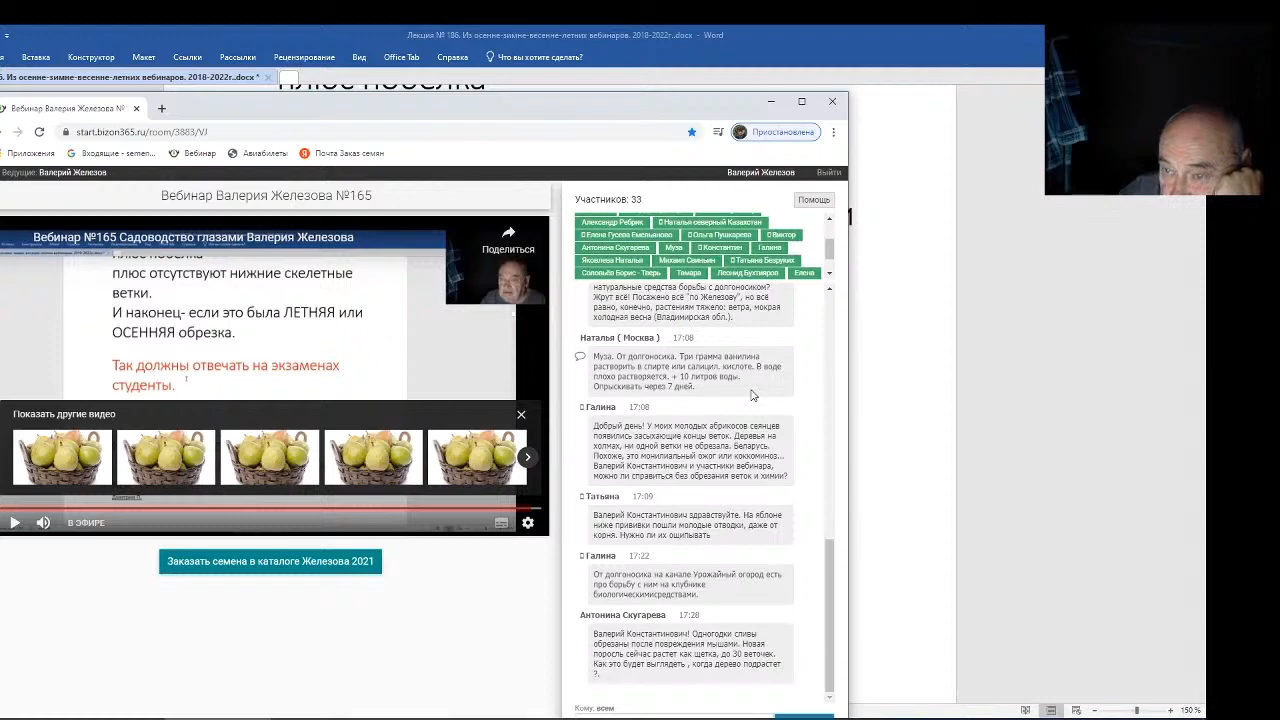 Лекция № 186. Из осенне-зимне-весенне-летних вебинаров. 2018-2022г..docx - Word
Вставка Конструктор Макет Ссылки Рассылки Рецензирование Вид Office Tab Справка Что вы хотите сделать?
6. Из осенне-зимне-весенне-летних вебинаров. 2018-2022г..docx *
плюс поселка
Вебинар Валерия Железова №
start.bizon365.ru/room/3883/VJ
Приостановлена
Приложения Входящие - semen... Вебинар Авиабилеты Почта Заказ семян
Ведущие: Валерий Железов
Валерий Железов Выйти
Вебинар Валерия Железова №165
Участников: 33
Помощь
Александр Ребрик Наталья северный Казахстан
Елена Гусева Емельяново Ольга Пушкарева Виктор
Антонина Скугарева Муза Константин Галина
Яковлева Наталья Михаил Свиньин Татьяна Безруких
Соловьёв Борис - Тверь Тамара Леонид Бухтияров Елена
Вебинар №165 Садоводство глазами Валерия Железова
Поделиться
плюс отсутствуют нижние скелетные
ветки.
И наконец- если это была ЛЕТНЯЯ или
ОСЕННЯЯ обрезка.
Так должны отвечать на экзаменах
студенты.
Показать другие видео
Дмитрий П.
В ЭФИРЕ
Заказать семена в каталоге Железова 2021
натуральные средства борьбы с долгоносиком?
Жрут всё! Посажено всё "по Железову", но всё
равно, конечно, растениям тяжело: ветра, мокрая
холодная весна (Владимирская обл.).
Наталья ( Москва ) 17:08
Муза. От долгоносика. Три грамма ванилина
растворить в спирте или салицил. кислоте. В воде
плохо растворяется. + 10 литров воды.
Опрыскивать через 7 дней.
Галина 17:08
Добрый день! У моих молодых абрикосов сеянцев
появились засыхающие концы веток. Деревья на
холмах, ни одной ветки не обрезала. Беларусь.
Похоже, это монилиальный ожог или коккоминоз...
Валерий Константинович и участники вебинара,
можно ли справиться без обрезания веток и химии?
Татьяна 17:09
Валерий Константинович здравствуйте. На яблоне
ниже прививки пошли молодые отводки, даже от
корня. Нужно ли их ощипывать
Галина 17:22
От долгоносика на канале Урожайный огород есть
про борьбу с ним на клубнике
биологическимисредствами.
Антонина Скугарева 17:28
Валерий Константинович! Одногодки сливы
обрезаны после повреждения мышами. Новая
поросль сейчас растет как щетка, до 30 веточек.
Как это будет выглядеть , когда дерево подрастет
?.
Кому: всем
150 %